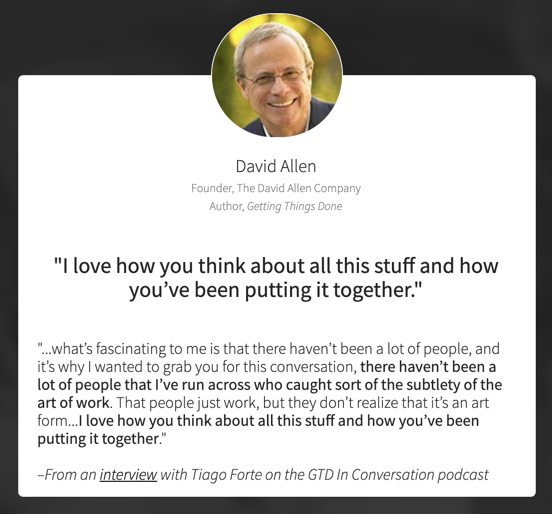 David Allen
Founder, The David Allen Company
Author, Getting Things Done
"I love how you think about all this stuff and how
you’ve been putting it together."
"...what’s fascinating to me is that there haven’t been a lot of people, and
it’s why I wanted to grab you for this conversation, there haven’t been a
lot of people that I’ve run across who caught sort of the subtlety of the
art of work. That people just work, but they don’t realize that it’s an art
form...I love how you think about all this stuff and how you’ve been
putting it together."
–From an interview with Tiago Forte on the GTD In Conversation podcast